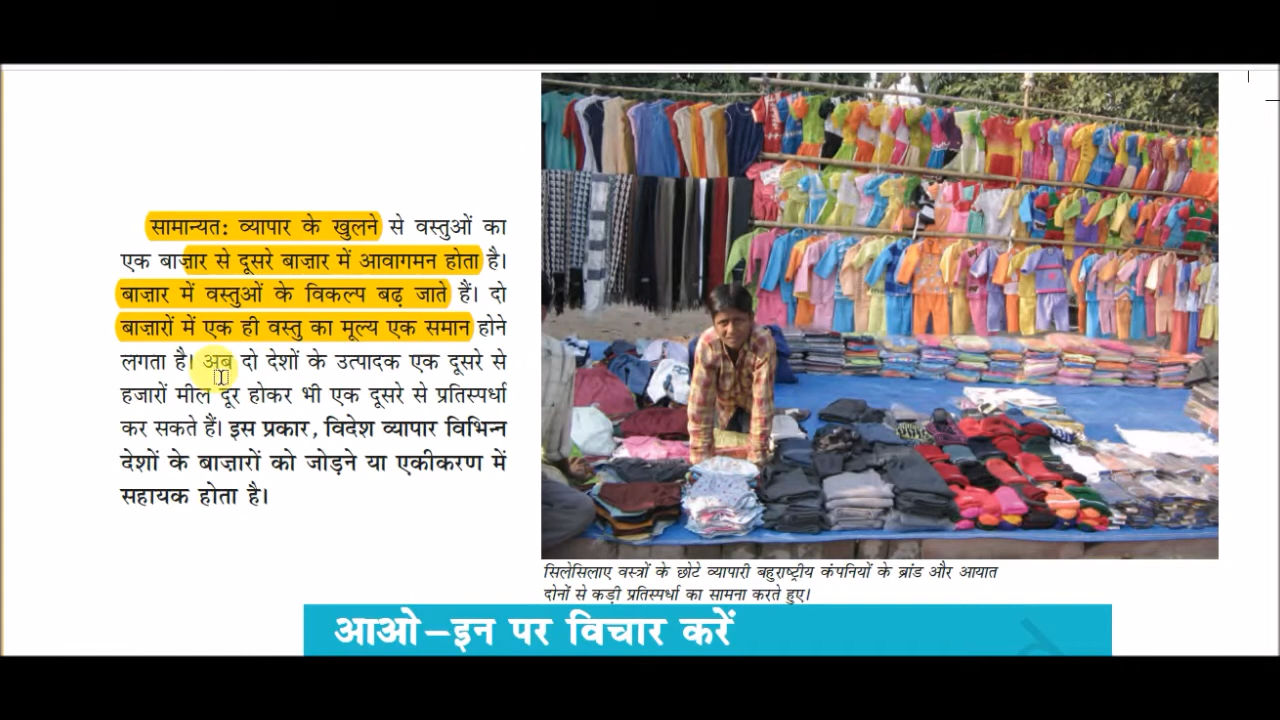 सामान्यतः व्यापार के खुलने से वस्तुओं का
एक बाज़ार से दूसरे बाज़ार में आवागमन होता है।
बाज़ार में वस्तुओं के विकल्प बढ़ जाते हैं। दो
बाज़ारों में एक ही वस्तु का मूल्य एक समान होने
लगता है। अब दो देशों के उत्पादक एक दूसरे से
हजारों मील दूर होकर भी एक दूसरे से प्रतिस्पर्धा
कर सकते हैं। इस प्रकार, विदेश व्यापार विभिन्न
देशों के बाज़ारों को जोड़ने या एकीकरण में
सहायक होता है।
सिलेसिलाए वस्त्रों के छोटे व्यापारी बहुराष्ट्रीय कंपनियों के ब्रांड और आयात
दोनों से कड़ी प्रतिस्पर्धा का सामना करते हुए।
आओ–इन पर विचार करें